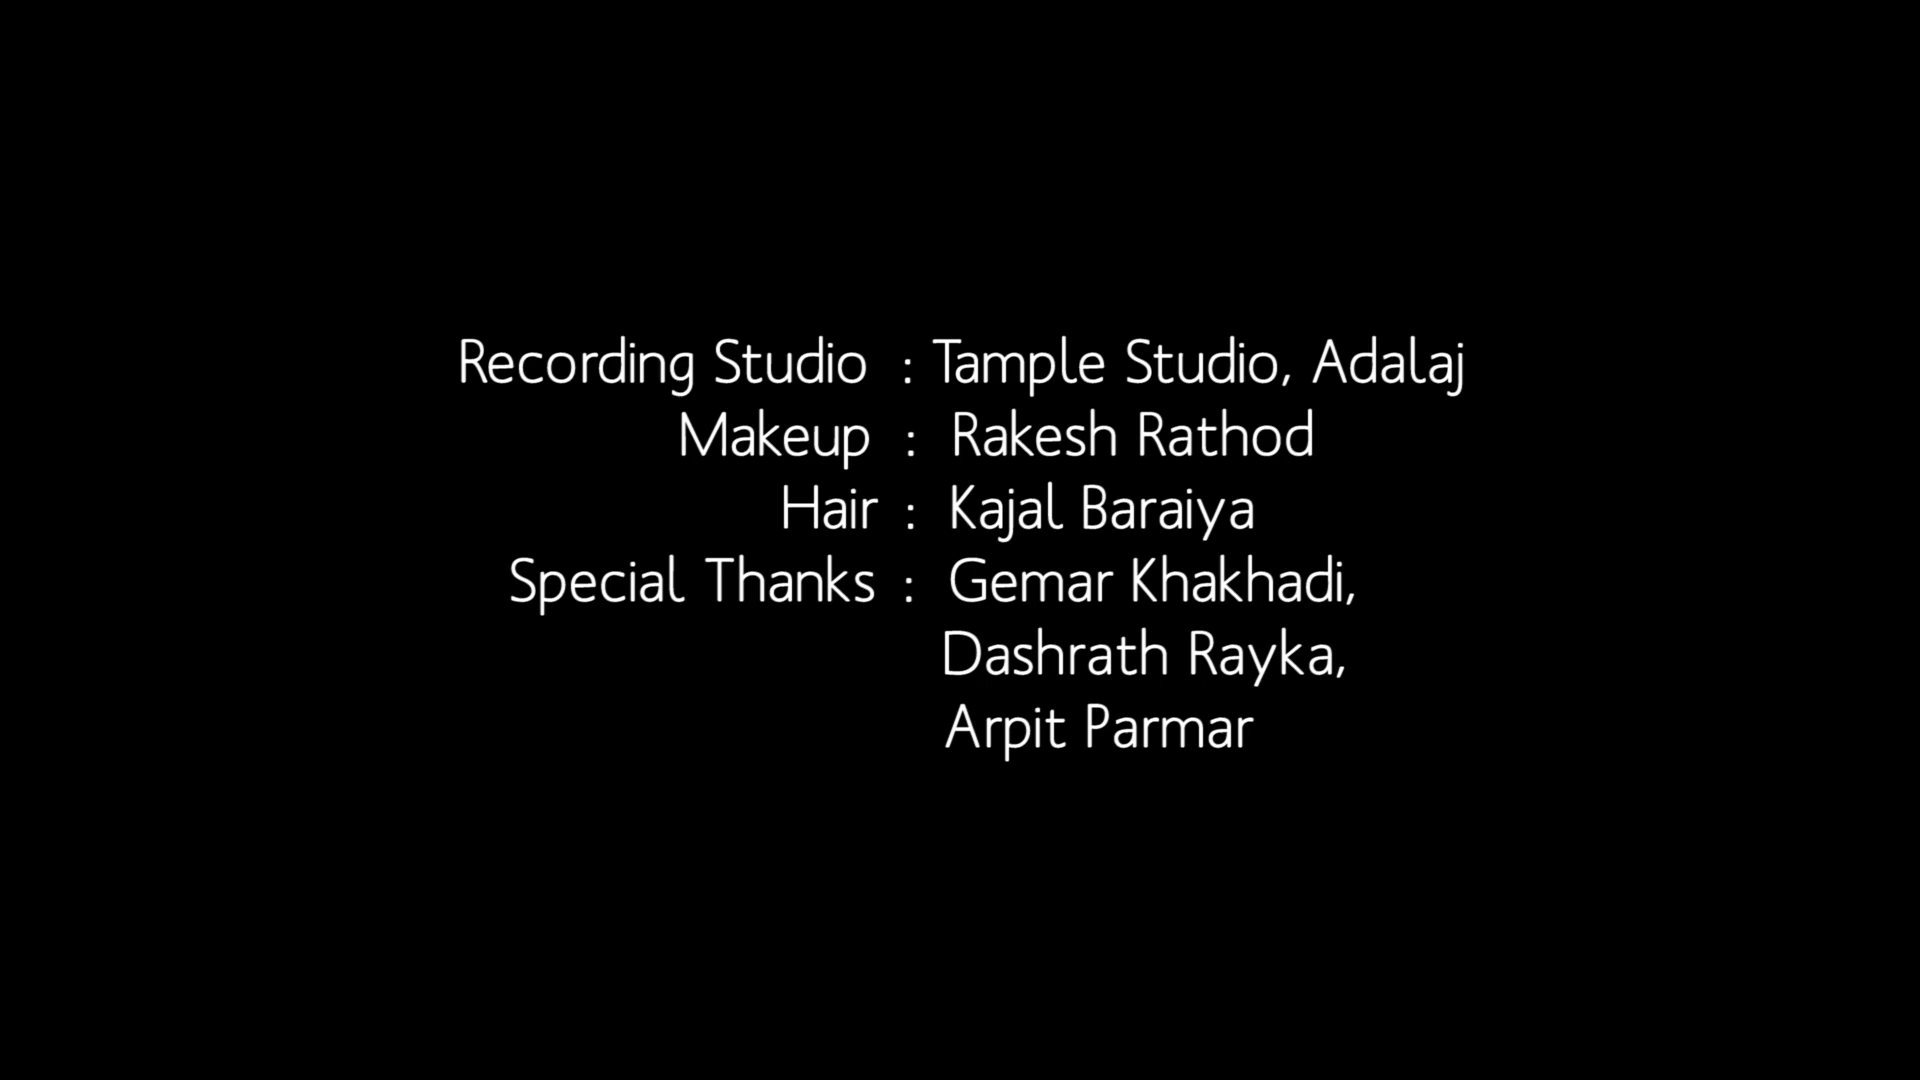 Recording Studio : Tample Studio, Adalaj
Makeup : Rakesh Rathod
Hair : Kajal Baraiya
Special Thanks : Gemar Khakhadi,
Dashrath Rayka,
Arpit Parmar